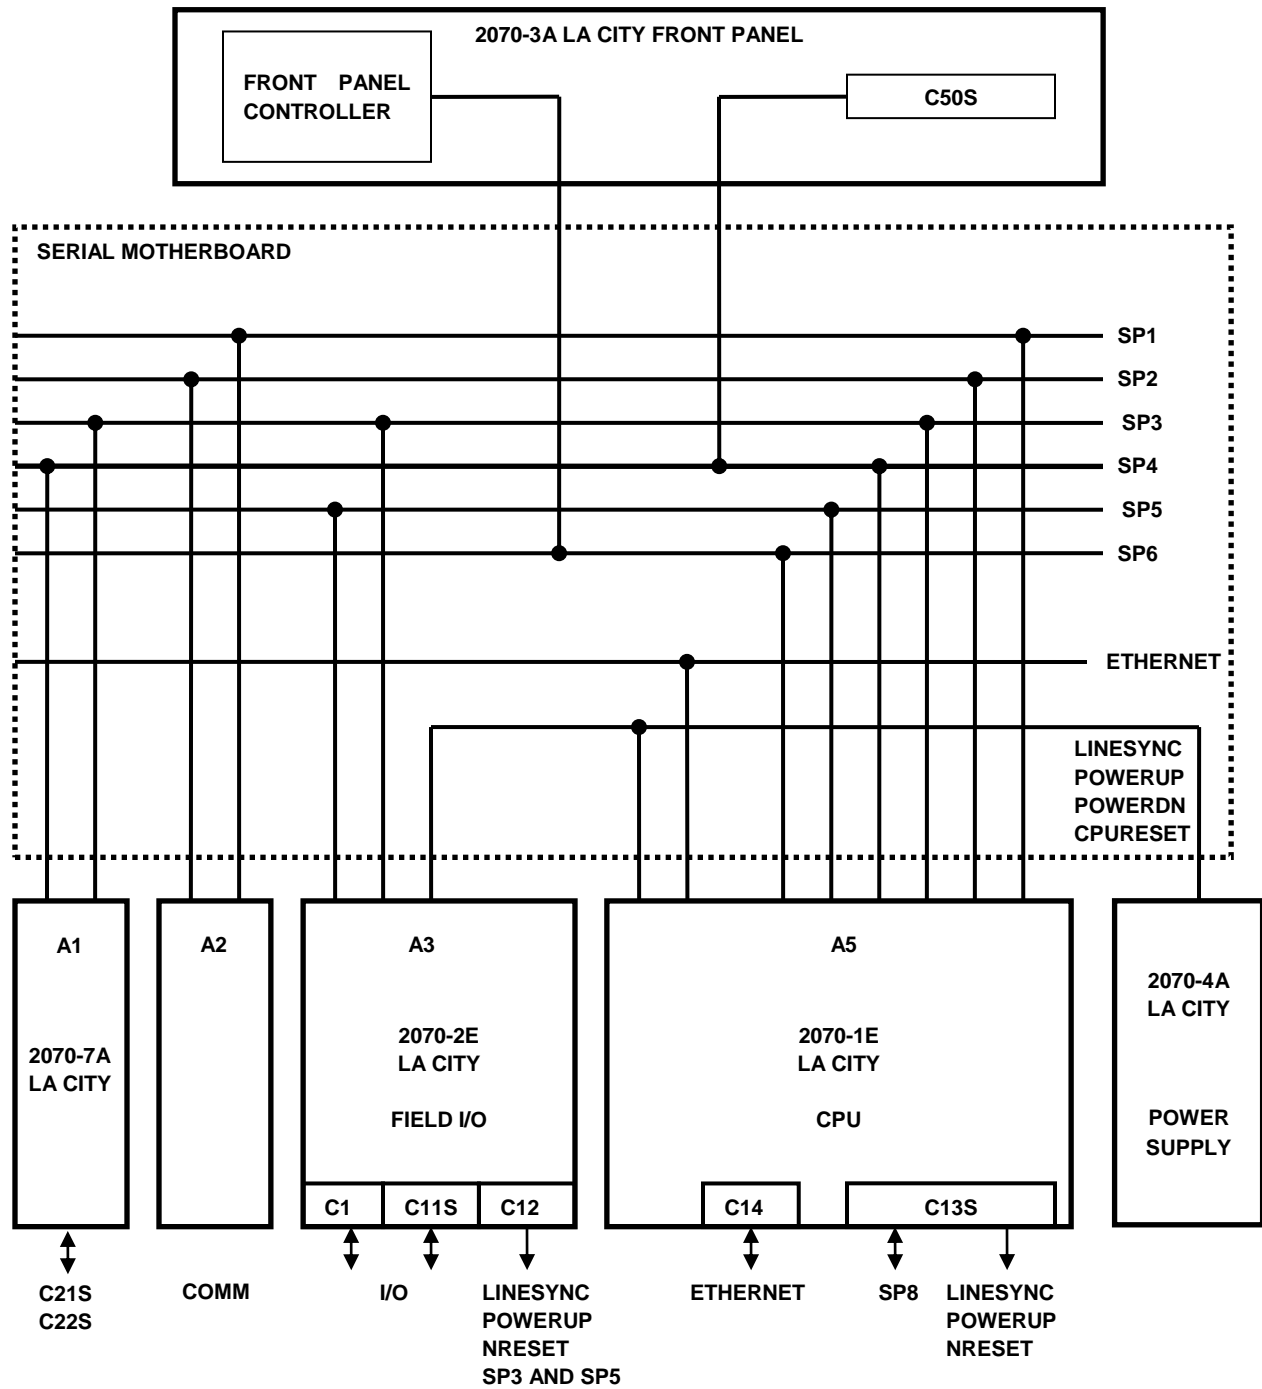 2070-3A LA CITY FRONT PANEL
FRONT PANEL
CONTROLLER
C50S
SERIAL MOTHERBOARD
SP1
SP2
SP3
SP4
SP5
SP6
ETHERNET
LINESYNC
POWERUP
POWERDN
CPURESET
A1
2070-7A
LA CITY
C21S
C22S
A2
COMM
A3
2070-2E
LA CITY
FIELD I/O
C1
C11S
C12
I/O
LINESYNC
POWERUP
NRESET
SP3 AND SP5
A5
2070-1E
LA CITY
CPU
C14
C13S
ETHERNET
SP8
LINESYNC
POWERUP
NRESET
2070-4A
LA CITY
POWER
SUPPLY